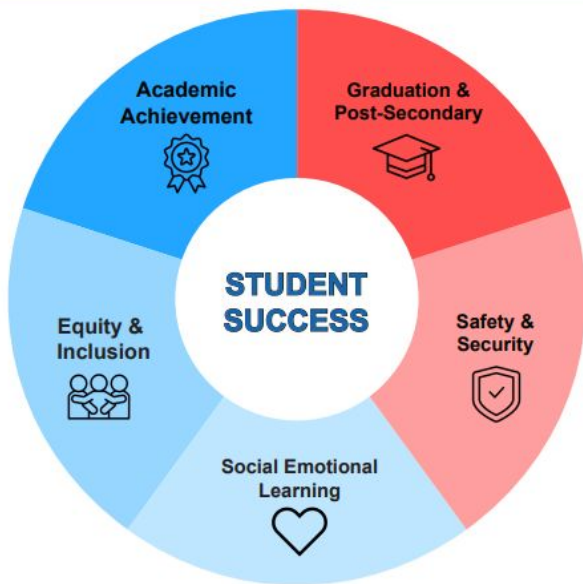 Academic
Achievement
Graduation &
Post-Secondary
STUDENT
SUCCESS
Equity &
Inclusion
Safety &
Security
Social Emotional
Learning